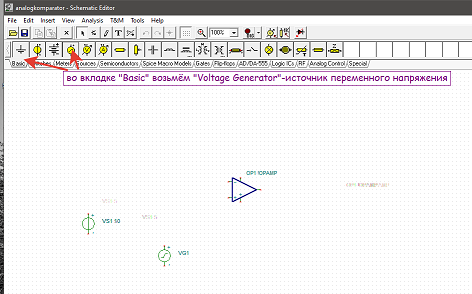 analogkomparator - Schematic Editor
File Edit Insert View Analysis T&M Tools Help
100%
Basic Switches Meters Sources Semiconductors Spice Macro Models Gates Flip-flops AD/DA-555 Logic ICs RF Analog Control Special
во вкладке "Basic" возьмём "Voltage Generator"-источник переменного напряжения
OP1 !OPAMP
VS1 10
VG1